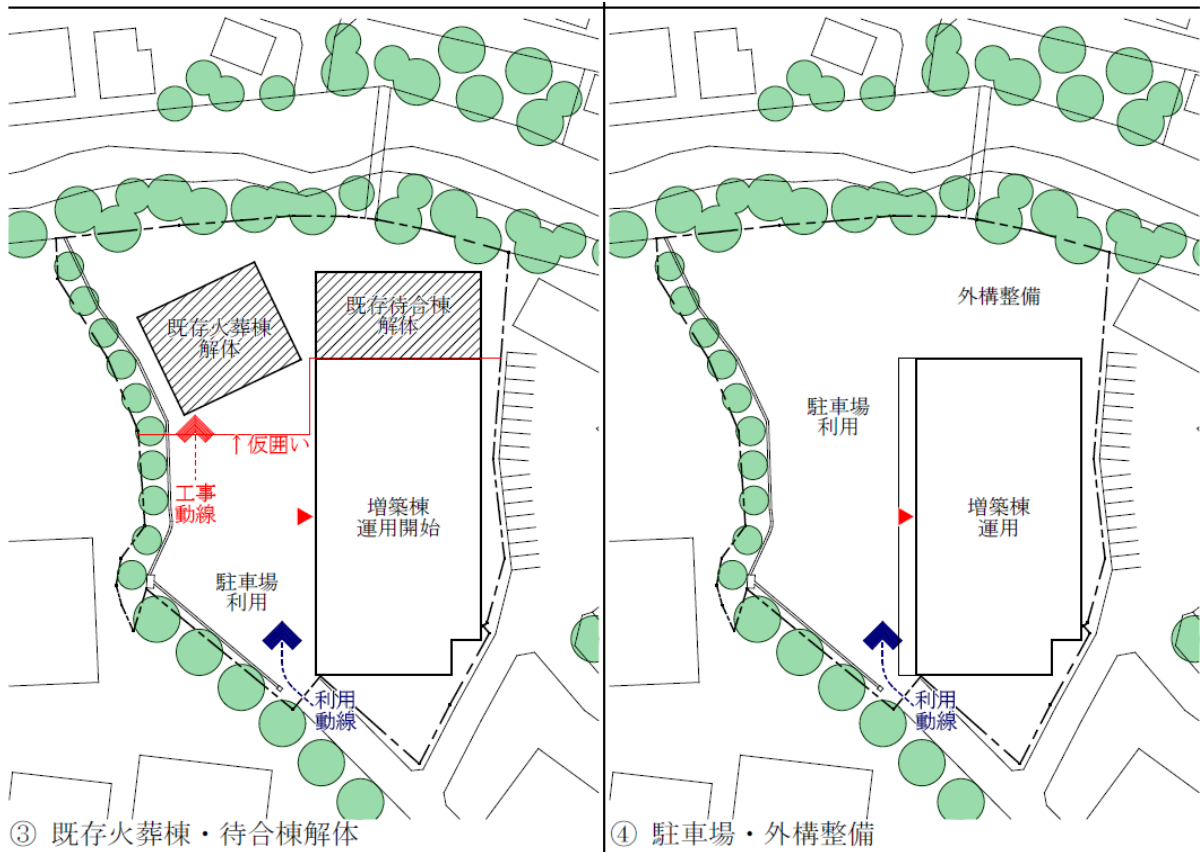 既存火葬棟
解体
既存待合棟
解体
↑仮囲い
工事
動線
増築棟
運用開始
駐車場
利用
利用
動線
③ 既存火葬棟・待合棟解体
外構整備
駐車場
利用
増築棟
運用
利用
動線
④ 駐車場・外構整備